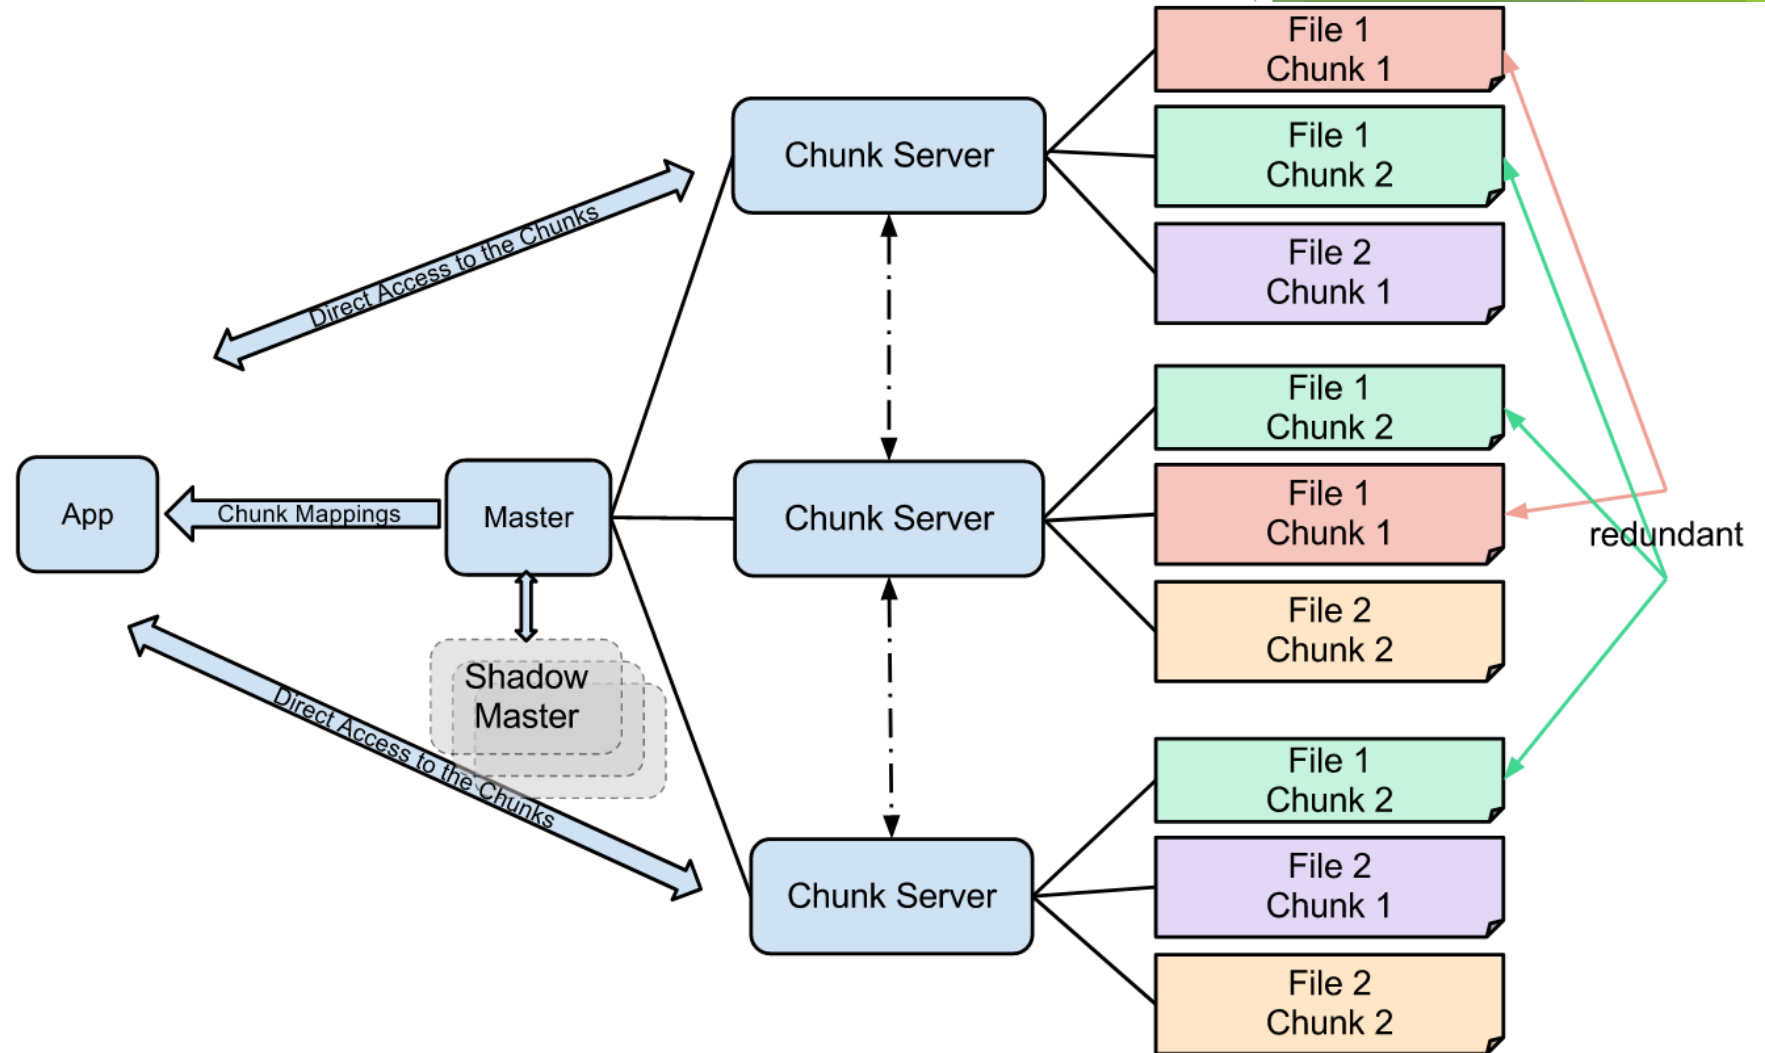 File 1
Chunk 1
File 1
Chunk 2
File 2
Chunk 1
Chunk Server
Direct Access to the Chunks
File 1
Chunk 2
File 1
Chunk 1
File 2
Chunk 2
redundant
App
Chunk Mappings
Master
Chunk Server
Shadow
Master
Direct Access to the Chunks
File 1
Chunk 2
File 2
Chunk 1
File 2
Chunk 2
Chunk Server